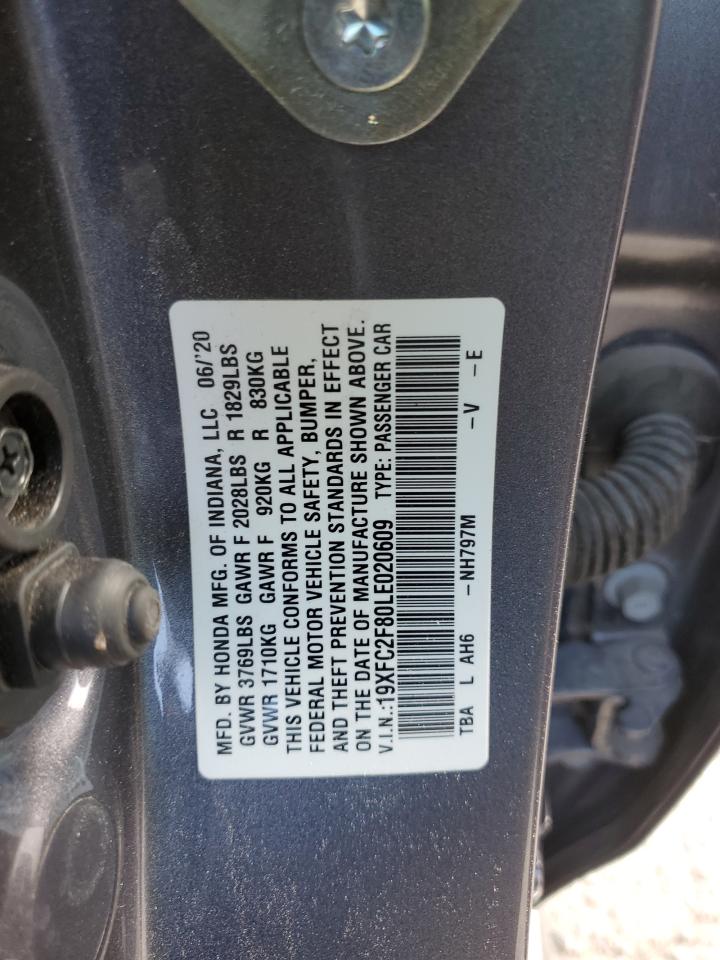 MFD. BY HONDA MFG. OF INDIANA, LLC 06/'20
GVWR 3769LBS GAWR F 2028LBS R 1829LBS
GVWR 1710KG GAWR F 920KG R 830KG
THIS VEHICLE CONFORMS TO ALL APPLICABLE
FEDERAL MOTOR VEHICLE SAFETY, BUMPER,
AND THEFT PREVENTION STANDARDS IN EFFECT
ON THE DATE OF MANUFACTURE SHOWN ABOVE.
V.I.N.:19XFC2F80LE020609 TYPE: PASSENGER CAR
TBA L AH6 -NH797M -V -E